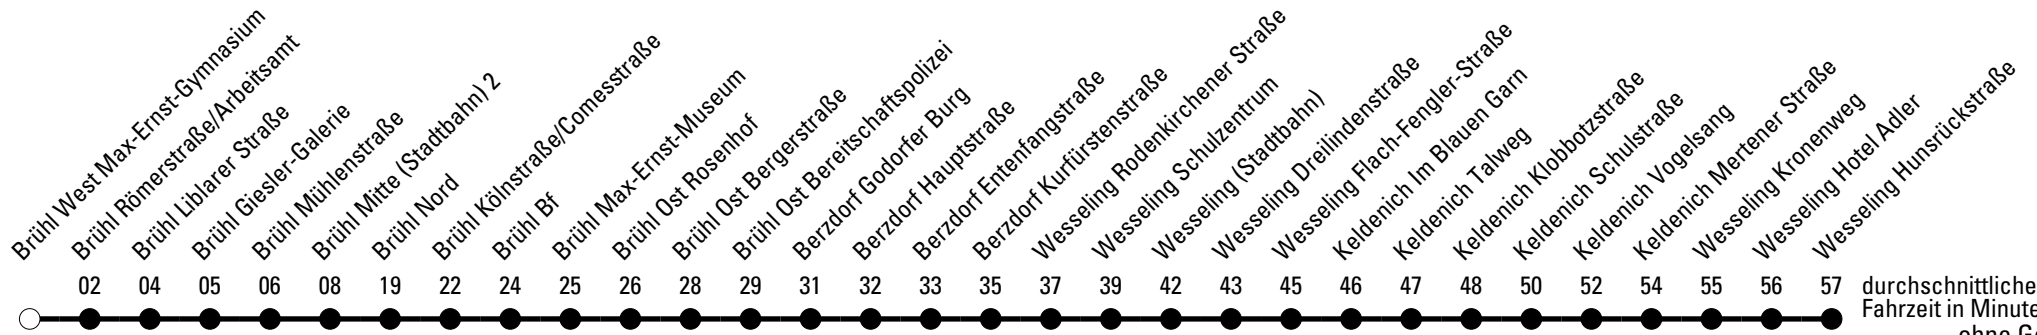 Brühl West Max-Ernst-Gymnasium
Brühl Römerstraße/Arbeitsamt
Brühl Liblarer Straße
Brühl Giesler-Galerie
Brühl Mühlenstraße
Brühl Mitte (Stadtbahn) 2
Brühl Nord
Brühl Kölnstraße/Comesstraße
Brühl Bf
Brühl Max-Ernst-Museum
Brühl Ost Rosenhof
Brühl Ost Bergerstraße
Brühl Ost Bereitschaftspolizei
Berzdorf Godorfer Burg
Berzdorf Hauptstraße
Berzdorf Entenfangstraße
Berzdorf Kurfürstenstraße
Wesseling Rodenkirchener Straße
Wesseling Schulzentrum
Wesseling (Stadtbahn)
Wesseling Dreilindenstraße
Wesseling Flach-Fengler-Straße
Keldenich Im Blauen Garn
Keldenich Talweg
Keldenich Klobbotzstraße
Keldenich Schulstraße
Keldenich Vogelsang
Keldenich Mertener Straße
Wesseling Kronenweg
Wesseling Hotel Adler
Wesseling Hunsrückstraße
02 04 05 06 08 19 22 24 25 26 28 29 31 32 33 35 37 39 42 43 45 46 47 48 50 52 54 55 56 57 durchschnittliche
Fahrzeit in Minute
ohne